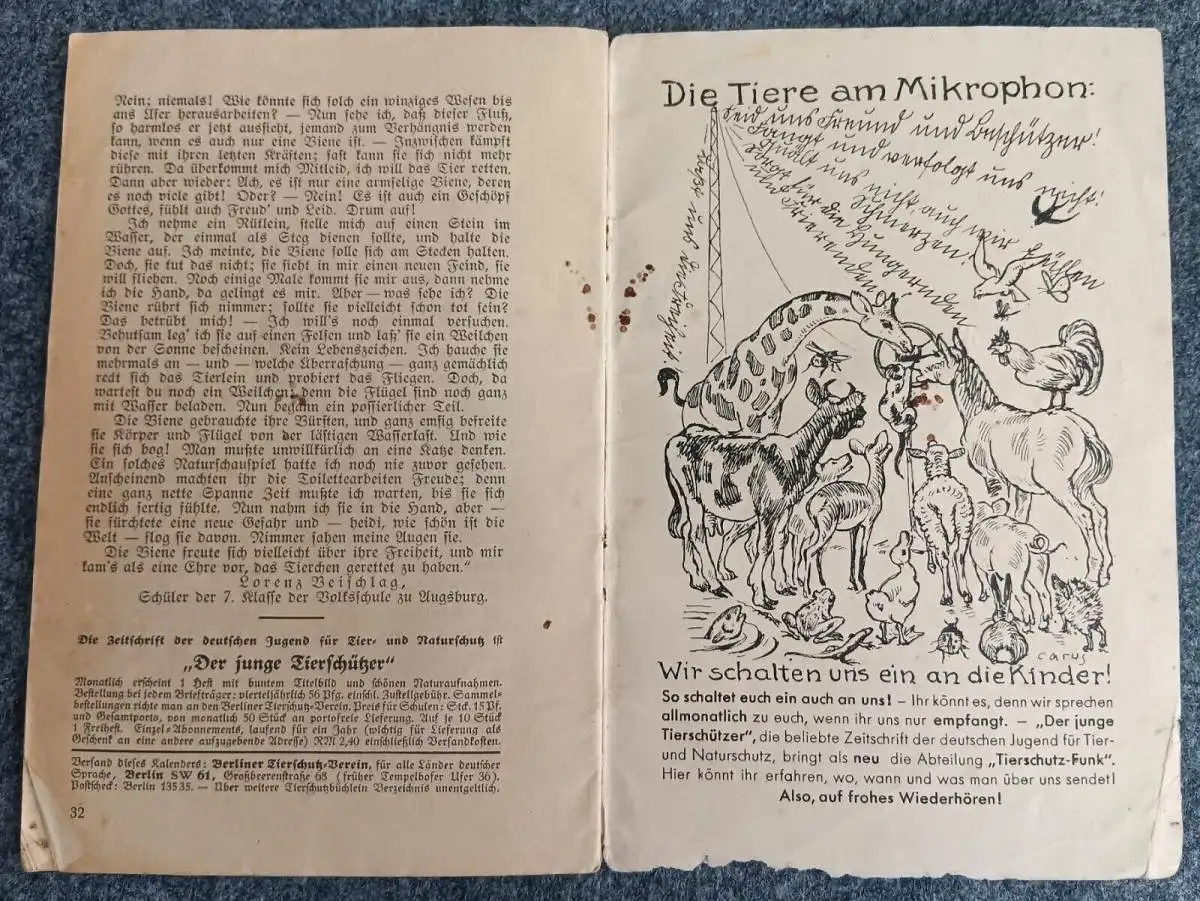 Nein; niemals! Wie könnte sich solch ein winziges Wesen bis
ans Ufer herausarbeiten? — Nun sehe ich, daß dieser Fluß,
so harmlos er jetzt aussieht, jemand zum Verhängnis werden
kann, wenn es auch nur eine Biene ist. — Inzwischen kämpft
diese mit ihren letzten Kräften; fast kann sie sich nicht mehr
rühren. Da überkommt mich Mitleid, ich will das Tier retten.
Dann aber wieder: Ach, es ist nur eine armselige Biene, deren
es noch viele gibt! Oder? — Nein! Es ist auch ein Geschöpf
Gottes, fühlt auch Freud' und Leid. Drum auf!
Ich nehme ein Rütlein, stelle mich auf einen Stein im
Wasser, der einmal als Steg dienen sollte, und halte die
Biene auf. Ich meinte, die Biene solle sich am Stecken halten.
Doch, sie tut das nicht; sie sieht in mir einen neuen Feind, sie
will fliehen. Noch einige Male kommt sie mir aus, dann nehme
ich die Hand, da gelingt es mir. Aber — was sehe ich? Die
Biene rührt sich nimmer; sollte sie vielleicht schon tot sein?
Das betrübt mich! — Ich will's noch einmal versuchen.
Behutsam leg' ich sie auf einen Felsen und laß' sie ein Weilchen
von der Sonne bescheinen. Kein Lebenszeichen. Ich hauche sie
mehrmals an — und — welche Überraschung — ganz gemächlich
reckt sich das Tierlein und probiert das Fliegen. Doch, da
wartest du noch ein Weilchen; denn die Flügel sind noch ganz
mit Wasser beladen. Nun begann ein possierlicher Teil.
Die Biene gebrauchte ihre Bürsten, und ganz emsig befreite
sie Körper und Flügel von der lästigen Wasserlast. Und wie
sie sich bog! Man mußte unwillkürlich an eine Katze denken.
Ein solches Naturschauspiel hatte ich noch nie zuvor gesehen.
Anscheinend machten ihr die Toilettearbeiten Freude; denn
eine ganz nette Spanne Zeit mußte ich warten, bis sie sich
endlich fertig fühlte. Nun nahm ich sie in die Hand, aber —
sie fürchtete eine neue Gefahr und — heidi, wie schön ist die
Welt — flog sie davon. Nimmer sahen meine Augen sie.
Die Biene freute sich vielleicht über ihre Freiheit, und mir
kam's als eine Ehre vor, das Tierchen gerettet zu haben."
Lorenz Beischlag,
Schüler der 7. Klasse der Volksschule zu Augsburg.
Die Zeitschrift der deutschen Jugend für Tier- und Naturschutz ist
„Der junge Tierschützer"
Monatlich erscheint 1 Heft mit buntem Titelbild und schönen Naturaufnahmen.
Bestellung bei jedem Briefträger: vierteljährlich 56 Pfg. einschl. Zustellgebühr. Sammel-
bestellungen richte man an den Berliner Tierschutz-Verein. Preis für Schulen: Stck. 15 Pf.
und Gesamtporto, von monatlich 50 Stück an portofreie Lieferung. Auf je 10 Stück
1 Freiheft. Einzel-Abonnements, laufend für ein Jahr (wichtig für Lieferung als
Geschenk an eine andere aufzugebende Adresse) RM 2,40 einschließlich Versandkosten.
Versand dieses Kalenders: Berliner Tierschutz-Verein, für alle Länder deutscher
Sprache, Berlin SW 61, Großbeerenstraße 68 (früher Tempelhofer Ufer 36).
Postscheck: Berlin 13535. — Über weitere Tierschutzbüchlein Verzeichnis unentgeltlich.
32
Die Tiere am Mikrophon:
Seid uns Freund und Beschützer!
Fangt und verfolgt uns nicht!
Quält uns nicht, auch wir fühlen
Schmerzen!
Sorgt für die Hungernden
und Frierenden
carus
Wir schalten uns ein an die Kinder!
So schaltet euch ein auch an uns! – Ihr könnt es, denn wir sprechen
allmonatlich zu euch, wenn ihr uns nur empfangt. – „Der junge
Tierschützer", die beliebte Zeitschrift der deutschen Jugend für Tier-
und Naturschutz, bringt als neu die Abteilung „Tierschutz-Funk".
Hier könnt ihr erfahren, wo, wann und was man über uns sendet!
Also, auf frohes Wiederhören!